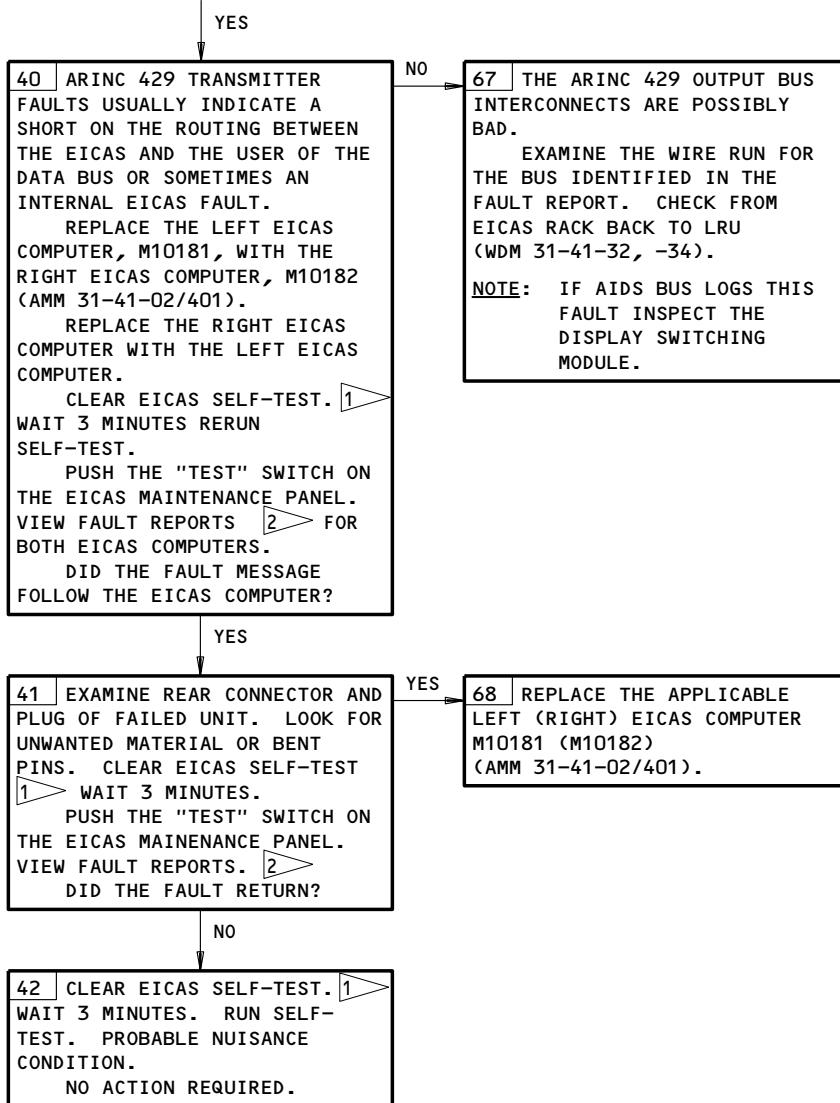 YES
40 ARINC 429 TRANSMITTER
FAULTS USUALLY INDICATE A
SHORT ON THE ROUTING BETWEEN
THE EICAS AND THE USER OF THE
DATA BUS OR SOMETIMES AN
INTERNAL EICAS FAULT.
REPLACE THE LEFT EICAS
COMPUTER, M10181, WITH THE
RIGHT EICAS COMPUTER, M10182
(AMM 31-41-02/401).
REPLACE THE RIGHT EICAS
COMPUTER WITH THE LEFT EICAS
COMPUTER.
CLEAR EICAS SELF-TEST. 1
WAIT 3 MINUTES RERUN
SELF-TEST.
PUSH THE "TEST" SWITCH ON
THE EICAS MAINTENANCE PANEL.
VIEW FAULT REPORTS 2 FOR
BOTH EICAS COMPUTERS.
DID THE FAULT MESSAGE
FOLLOW THE EICAS COMPUTER?
NO
67 THE ARINC 429 OUTPUT BUS
INTERCONNECTS ARE POSSIBLY
BAD.
EXAMINE THE WIRE RUN FOR
THE BUS IDENTIFIED IN THE
FAULT REPORT. CHECK FROM
EICAS RACK BACK TO LRU
(WDM 31-41-32, -34).
NOTE: IF AIDS BUS LOGS THIS
FAULT INSPECT THE
DISPLAY SWITCHING
MODULE.
YES
41 EXAMINE REAR CONNECTOR AND
PLUG OF FAILED UNIT. LOOK FOR
UNWANTED MATERIAL OR BENT
PINS. CLEAR EICAS SELF-TEST
1 WAIT 3 MINUTES.
PUSH THE "TEST" SWITCH ON
THE EICAS MAINENANCE PANEL.
VIEW FAULT REPORTS. 2
DID THE FAULT RETURN?
YES
68 REPLACE THE APPLICABLE
LEFT (RIGHT) EICAS COMPUTER
M10181 (M10182)
(AMM 31-41-02/401).
NO
42 CLEAR EICAS SELF-TEST. 1
WAIT 3 MINUTES. RUN SELF-
TEST. PROBABLE NUISANCE
CONDITION.
NO ACTION REQUIRED.